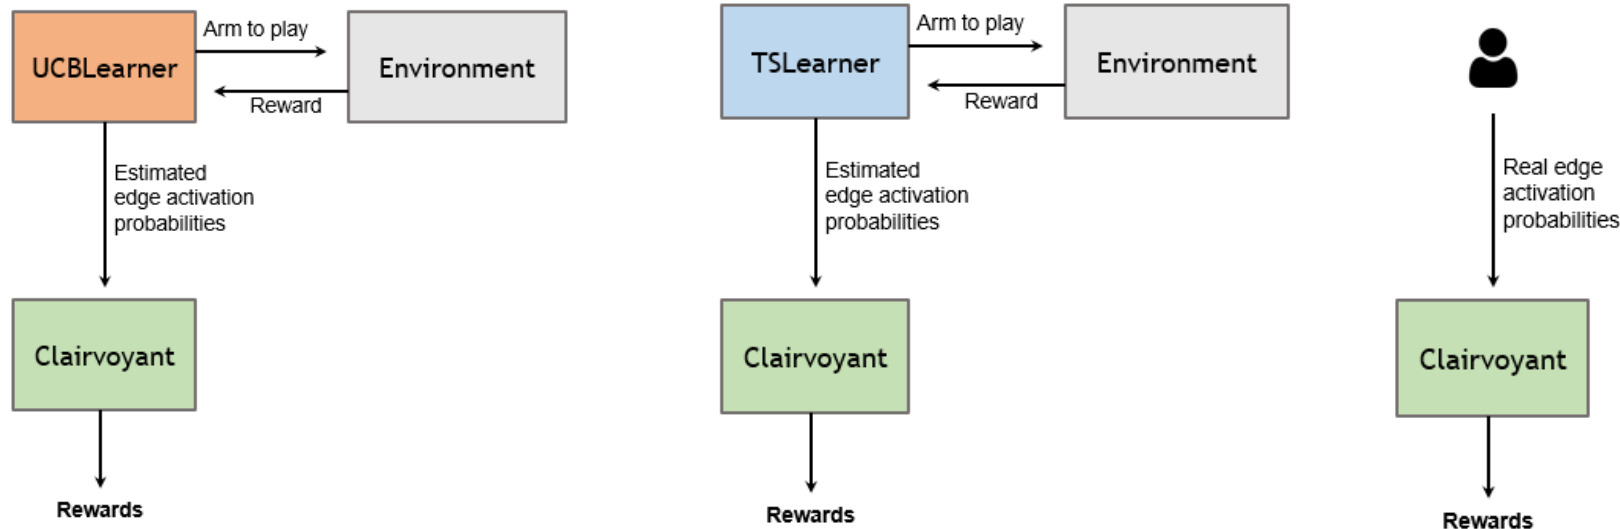 UCBLearner
Arm to play
Environment
Reward
Estimated
edge activation
probabilities
Clairvoyant
Rewards
TSLearner
Arm to play
Environment
Reward
Estimated
edge activation
probabilities
Clairvoyant
Rewards
Real edge
activation
probabilities
Clairvoyant
Rewards